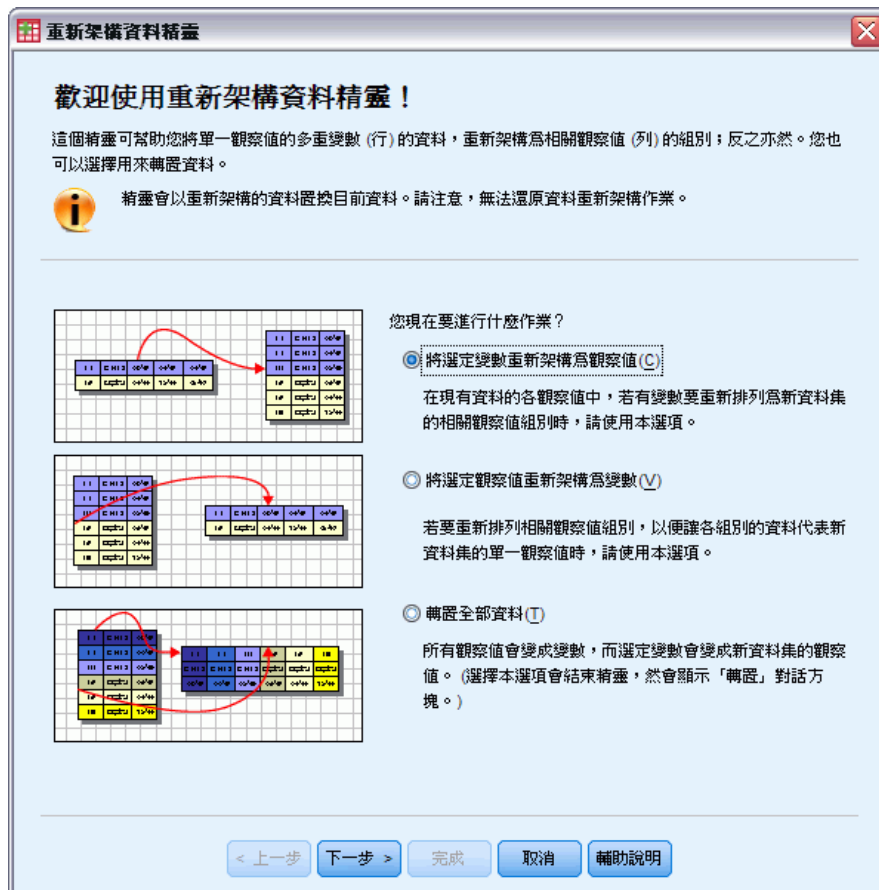 重新架構資料精靈
歡迎使用重新架構資料精靈！
這個精靈可幫助您將單一觀察值的多重變數 (行) 的資料，重新架構為相關觀察值 (列) 的組別；反之亦然。您也
可以選擇用來轉置資料。
精靈會以重新架構的資料置換目前資料。請注意，無法還原資料重新架構作業。
您現在要進行什麼作業？
將選定變數重新架構為觀察值(C)
在現有資料的各觀察值中，若有變數要重新排列為新資料集
的相關觀察值組別時，請使用本選項。
將選定觀察值重新架構為變數(V)
若要重新排列相關觀察值組別，以便讓各組別的資料代表新
資料集的單一觀察值時，請使用本選項。
轉置全部資料(T)
所有觀察值會變成變數，而選定變數會變成新資料集的觀察
值。 (選擇本選項會結束精靈，然會顯示「轉置」對話方
塊。)
< 上一步 下一步 > 完成 取消 輔助說明